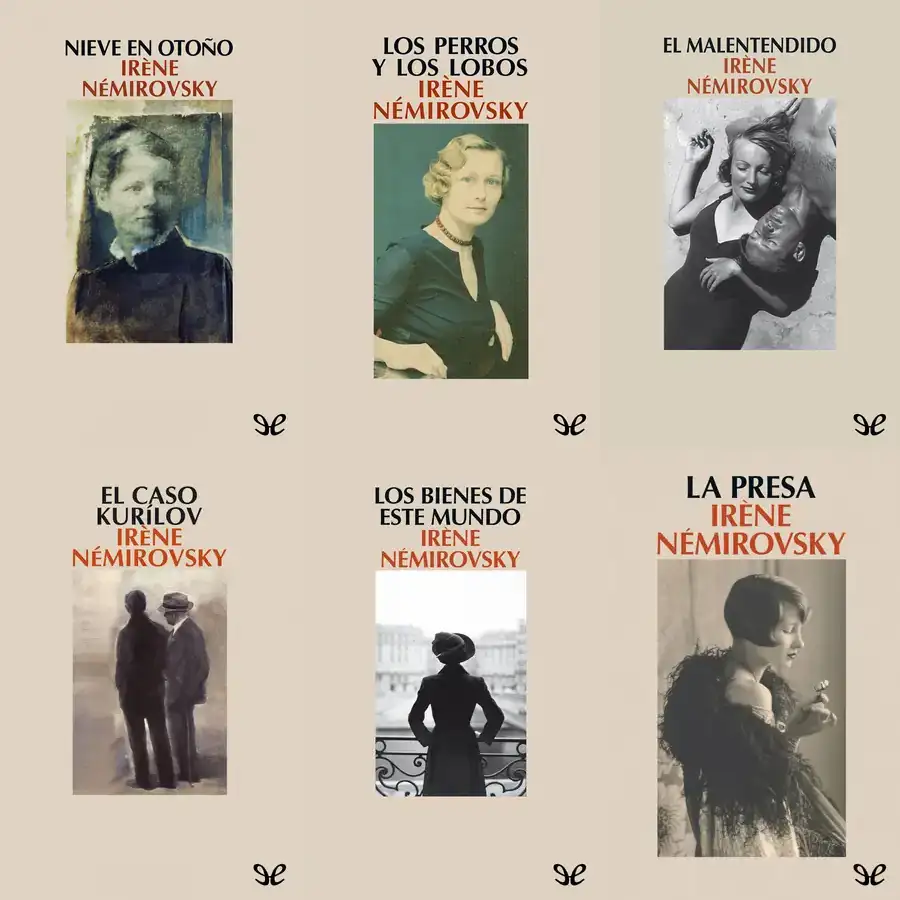 NIEVE EN OTOÑO
IRÈNE
NÉMIROVSKY
LOS PERROS
Y LOS LOBOS
IRÈNE
NÉMIROVSKY
EL MALENTENDIDO
IRÈNE
NÉMIROVSKY
EL CASO
KURÍLOV
IRÈNE
NÉMIROVSKY
LOS BIENES DE
ESTE MUNDO
IRÈNE
NÉMIROVSKY
LA PRESA
IRÈNE
NÉMIROVSKY